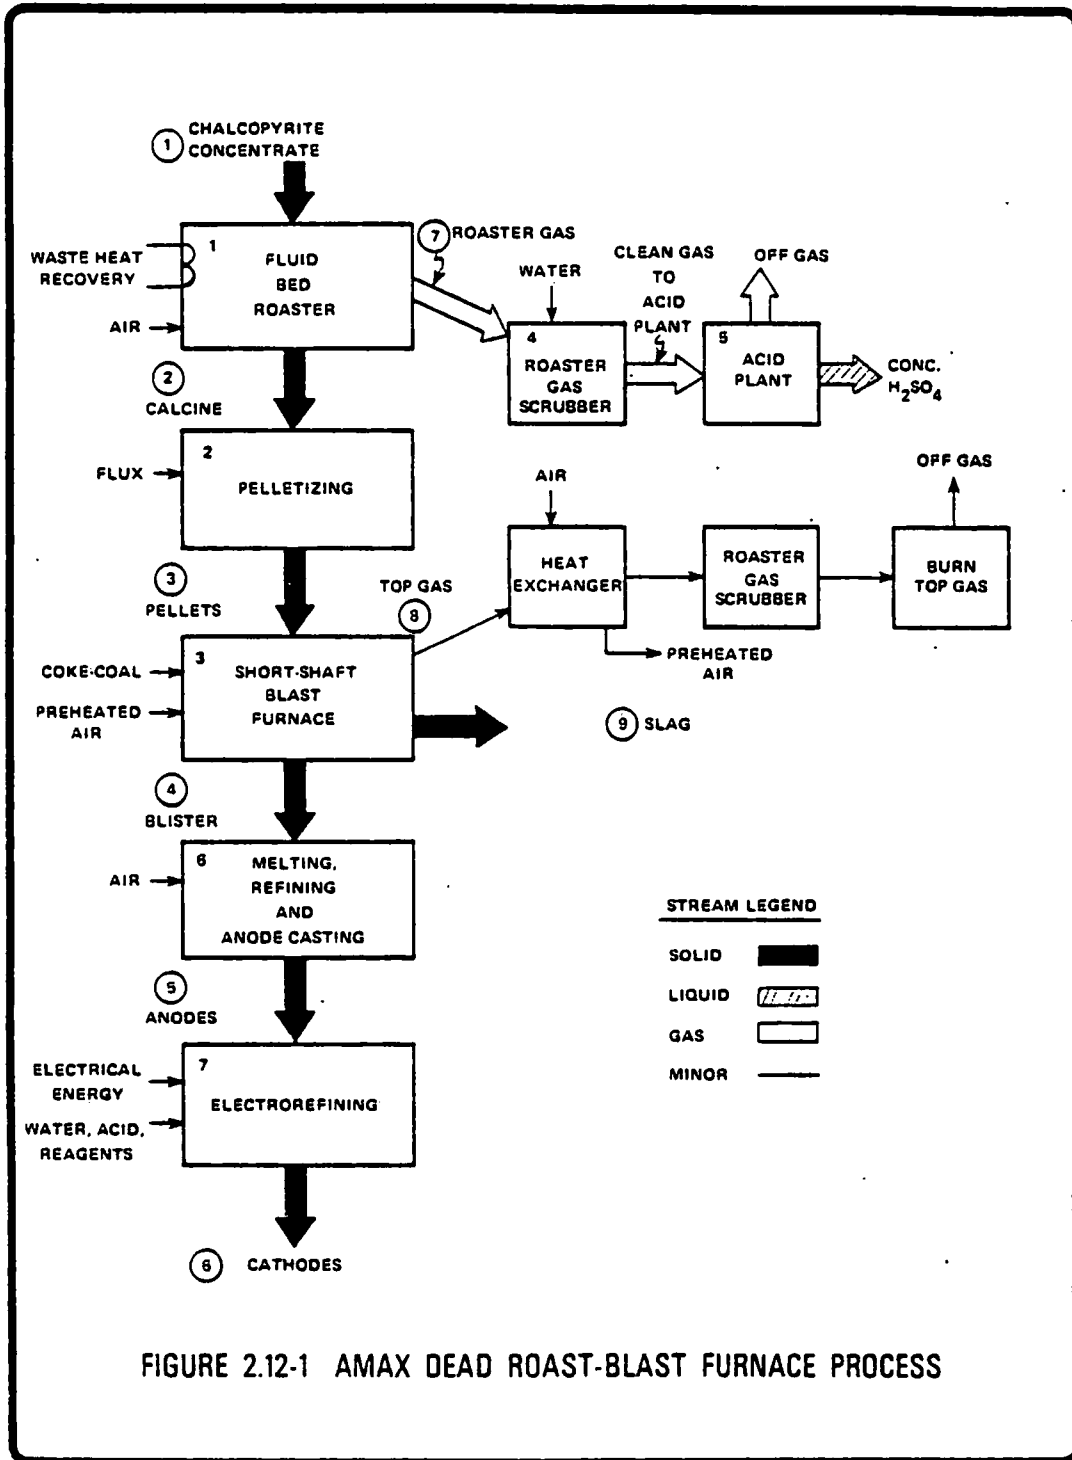 1 CHALCOPYRITE
CONCENTRATE
WASTE HEAT
RECOVERY
AIR
1
FLUID
BED
ROASTER
7 ROASTER GAS
WATER
4
ROASTER
GAS
SCRUBBER
CLEAN GAS
TO
ACID
PLANT
OFF GAS
5
ACID
PLANT
CONC.
H2SO4
2
CALCINE
FLUX
2
PELLETIZING
3
PELLETS
TOP GAS
8
AIR
HEAT
EXCHANGER
PREHEATED
AIR
ROASTER
GAS
SCRUBBER
OFF GAS
BURN
TOP GAS
COKE-COAL
PREHEATED
AIR
3
SHORT-SHAFT
BLAST
FURNACE
9 SLAG
4
BLISTER
AIR
6
MELTING,
REFINING
AND
ANODE CASTING
5
ANODES
ELECTRICAL
ENERGY
WATER, ACID,
REAGENTS
7
ELECTROREFINING
6 CATHODES
STREAM LEGEND
SOLID
LIQUID
GAS
MINOR
FIGURE 2.12-1 AMAX DEAD ROAST-BLAST FURNACE PROCESS